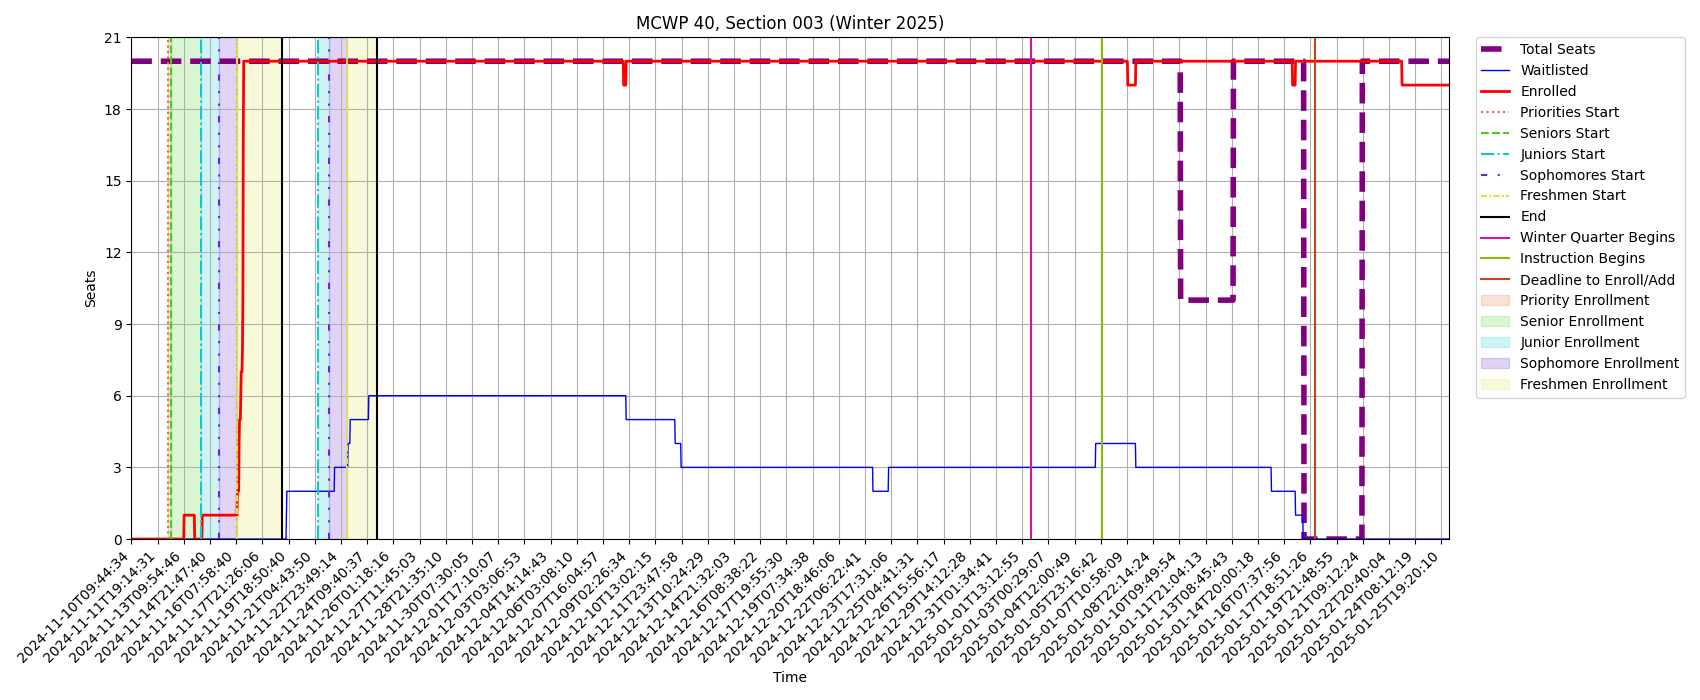 MCWP 40, Section 003 (Winter 2025)
Seats
21
18
15
12
9
6
3
0
2024-11-10T09:44:34
2024-11-11T19:14:31
2024-11-13T09:54:46
2024-11-14T21:47:40
2024-11-16T07:58:40
2024-11-17T21:26:00
2024-11-19T18:50:40
2024-11-21T04:43:50
2024-11-22T23:49:14
2024-11-24T09:40:37
2024-11-26T01:18:16
2024-11-27T11:45:03
2024-11-28T21:35:10
2024-11-30T07:30:05
2024-12-01T17:10:07
2024-12-03T03:06:53
2024-12-04T14:14:43
2024-12-06T03:08:10
2024-12-07T16:04:57
2024-12-09T02:26:34
2024-12-10T13:02:15
2024-12-11T23:47:58
2024-12-13T10:24:29
2024-12-14T21:32:03
2024-12-16T08:38:22
2024-12-17T19:55:30
2024-12-19T07:34:38
2024-12-20T18:46:06
2024-12-22T06:22:41
2024-12-23T17:31:06
2024-12-25T04:41:31
2024-12-26T15:56:17
2024-12-29T14:12:28
2024-12-31T01:34:41
2025-01-01T13:12:55
2025-01-03T00:29:07
2025-01-04T12:00:49
2025-01-05T23:16:42
2025-01-07T10:58:09
2025-01-08T22:14:24
2025-01-10T09:49:54
2025-01-11T21:04:13
2025-01-13T08:45:43
2025-01-14T20:00:18
2025-01-16T07:37:56
2025-01-17T18:51:26
2025-01-19T21:48:55
2025-01-21T09:12:24
2025-01-22T20:40:04
2025-01-24T08:12:19
2025-01-25T19:20:10
Time
Total Seats
Waitlisted
Enrolled
Priorities Start
Seniors Start
Juniors Start
Sophomores Start
Freshmen Start
End
Winter Quarter Begins
Instruction Begins
Deadline to Enroll/Add
Priority Enrollment
Senior Enrollment
Junior Enrollment
Sophomore Enrollment
Freshmen Enrollment